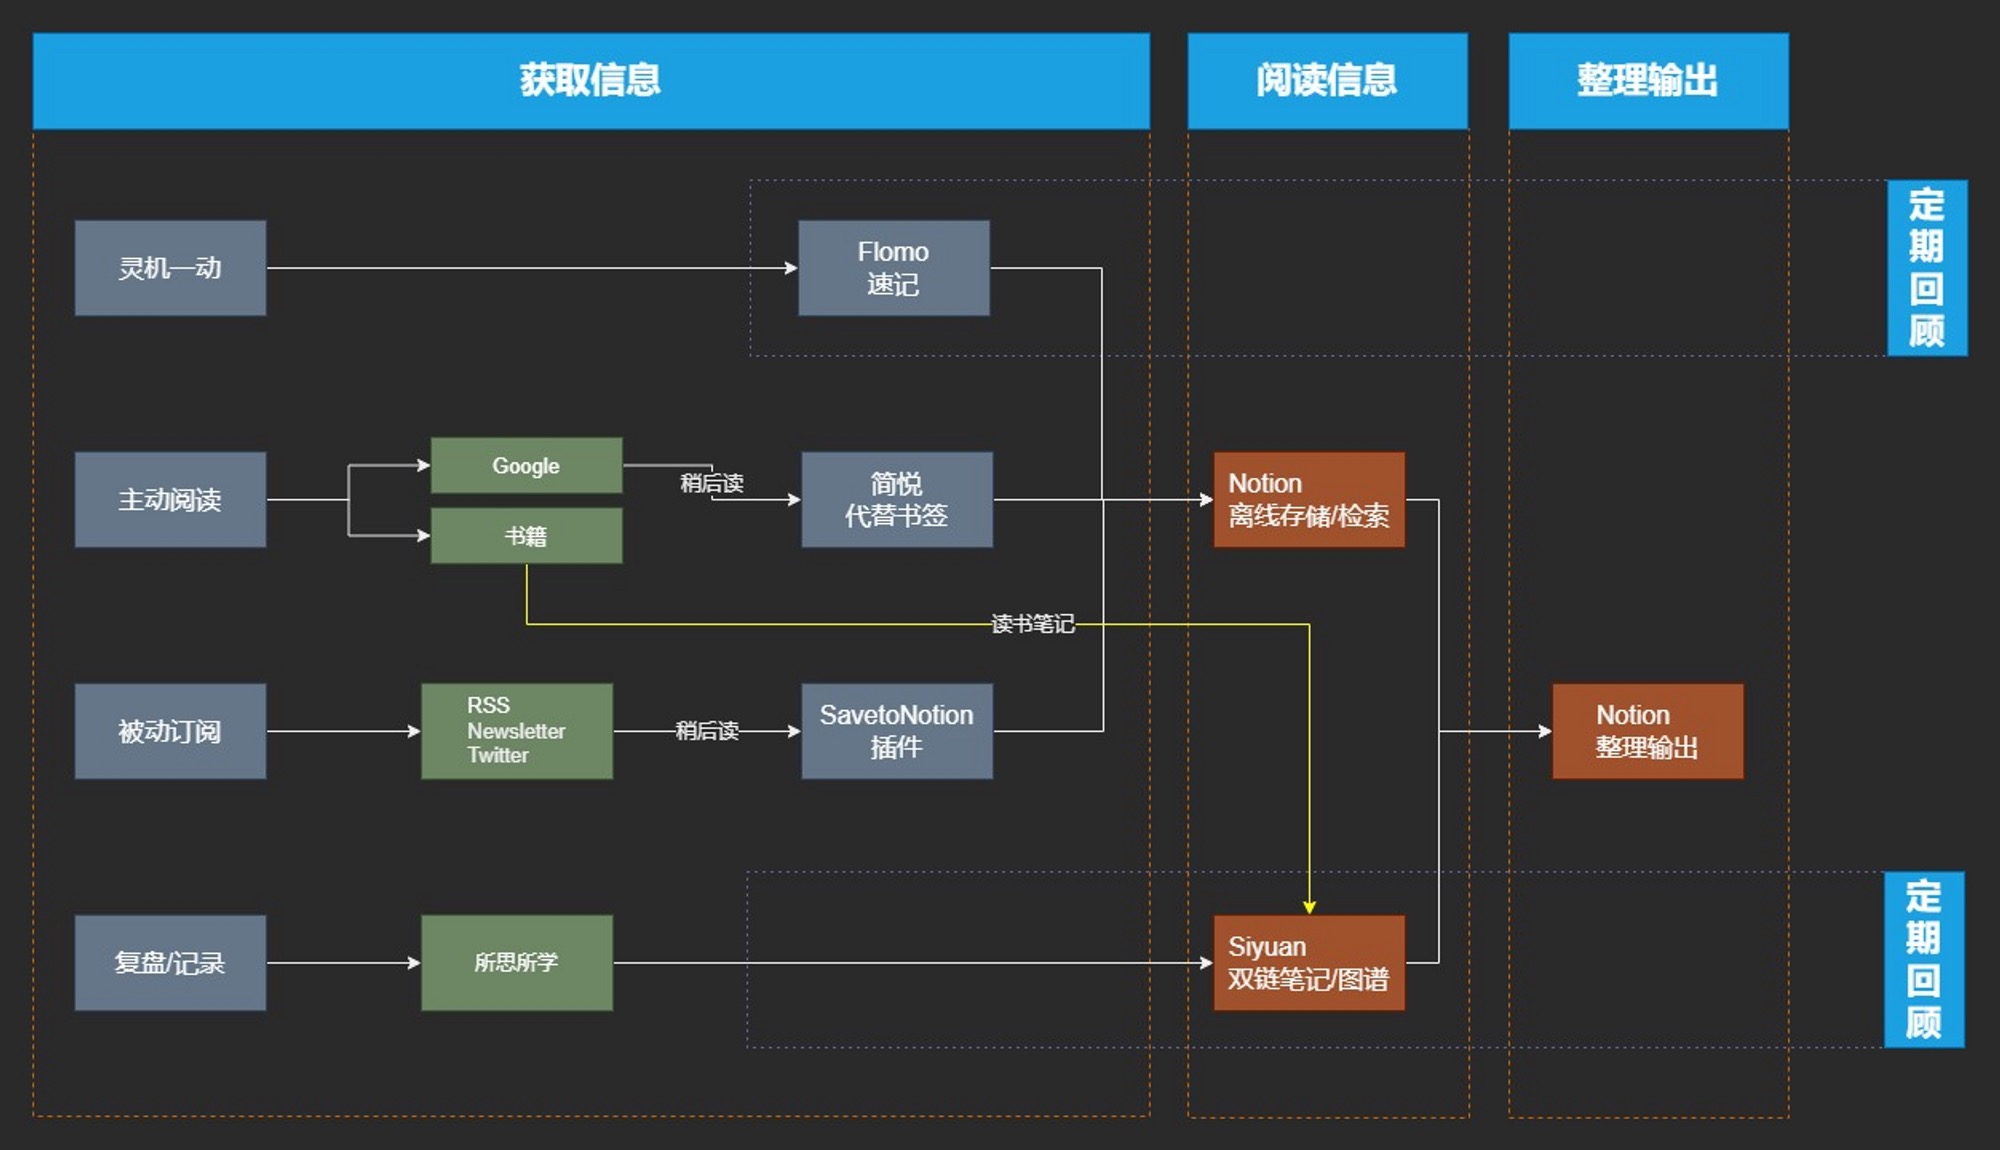 获取信息
阅读信息
整理输出
定
期
回
顾
灵机一动
Flomo
速记
主动阅读
Google
书籍
稍后读
简悦
代替书签
Notion
离线存储/检索
读书笔记
被动订阅
RSS
Newsletter
Twitter
稍后读
SavetoNotion
插件
Notion
整理输出
复盘/记录
所思所学
Siyuan
双链笔记/图谱
定
期
回
顾